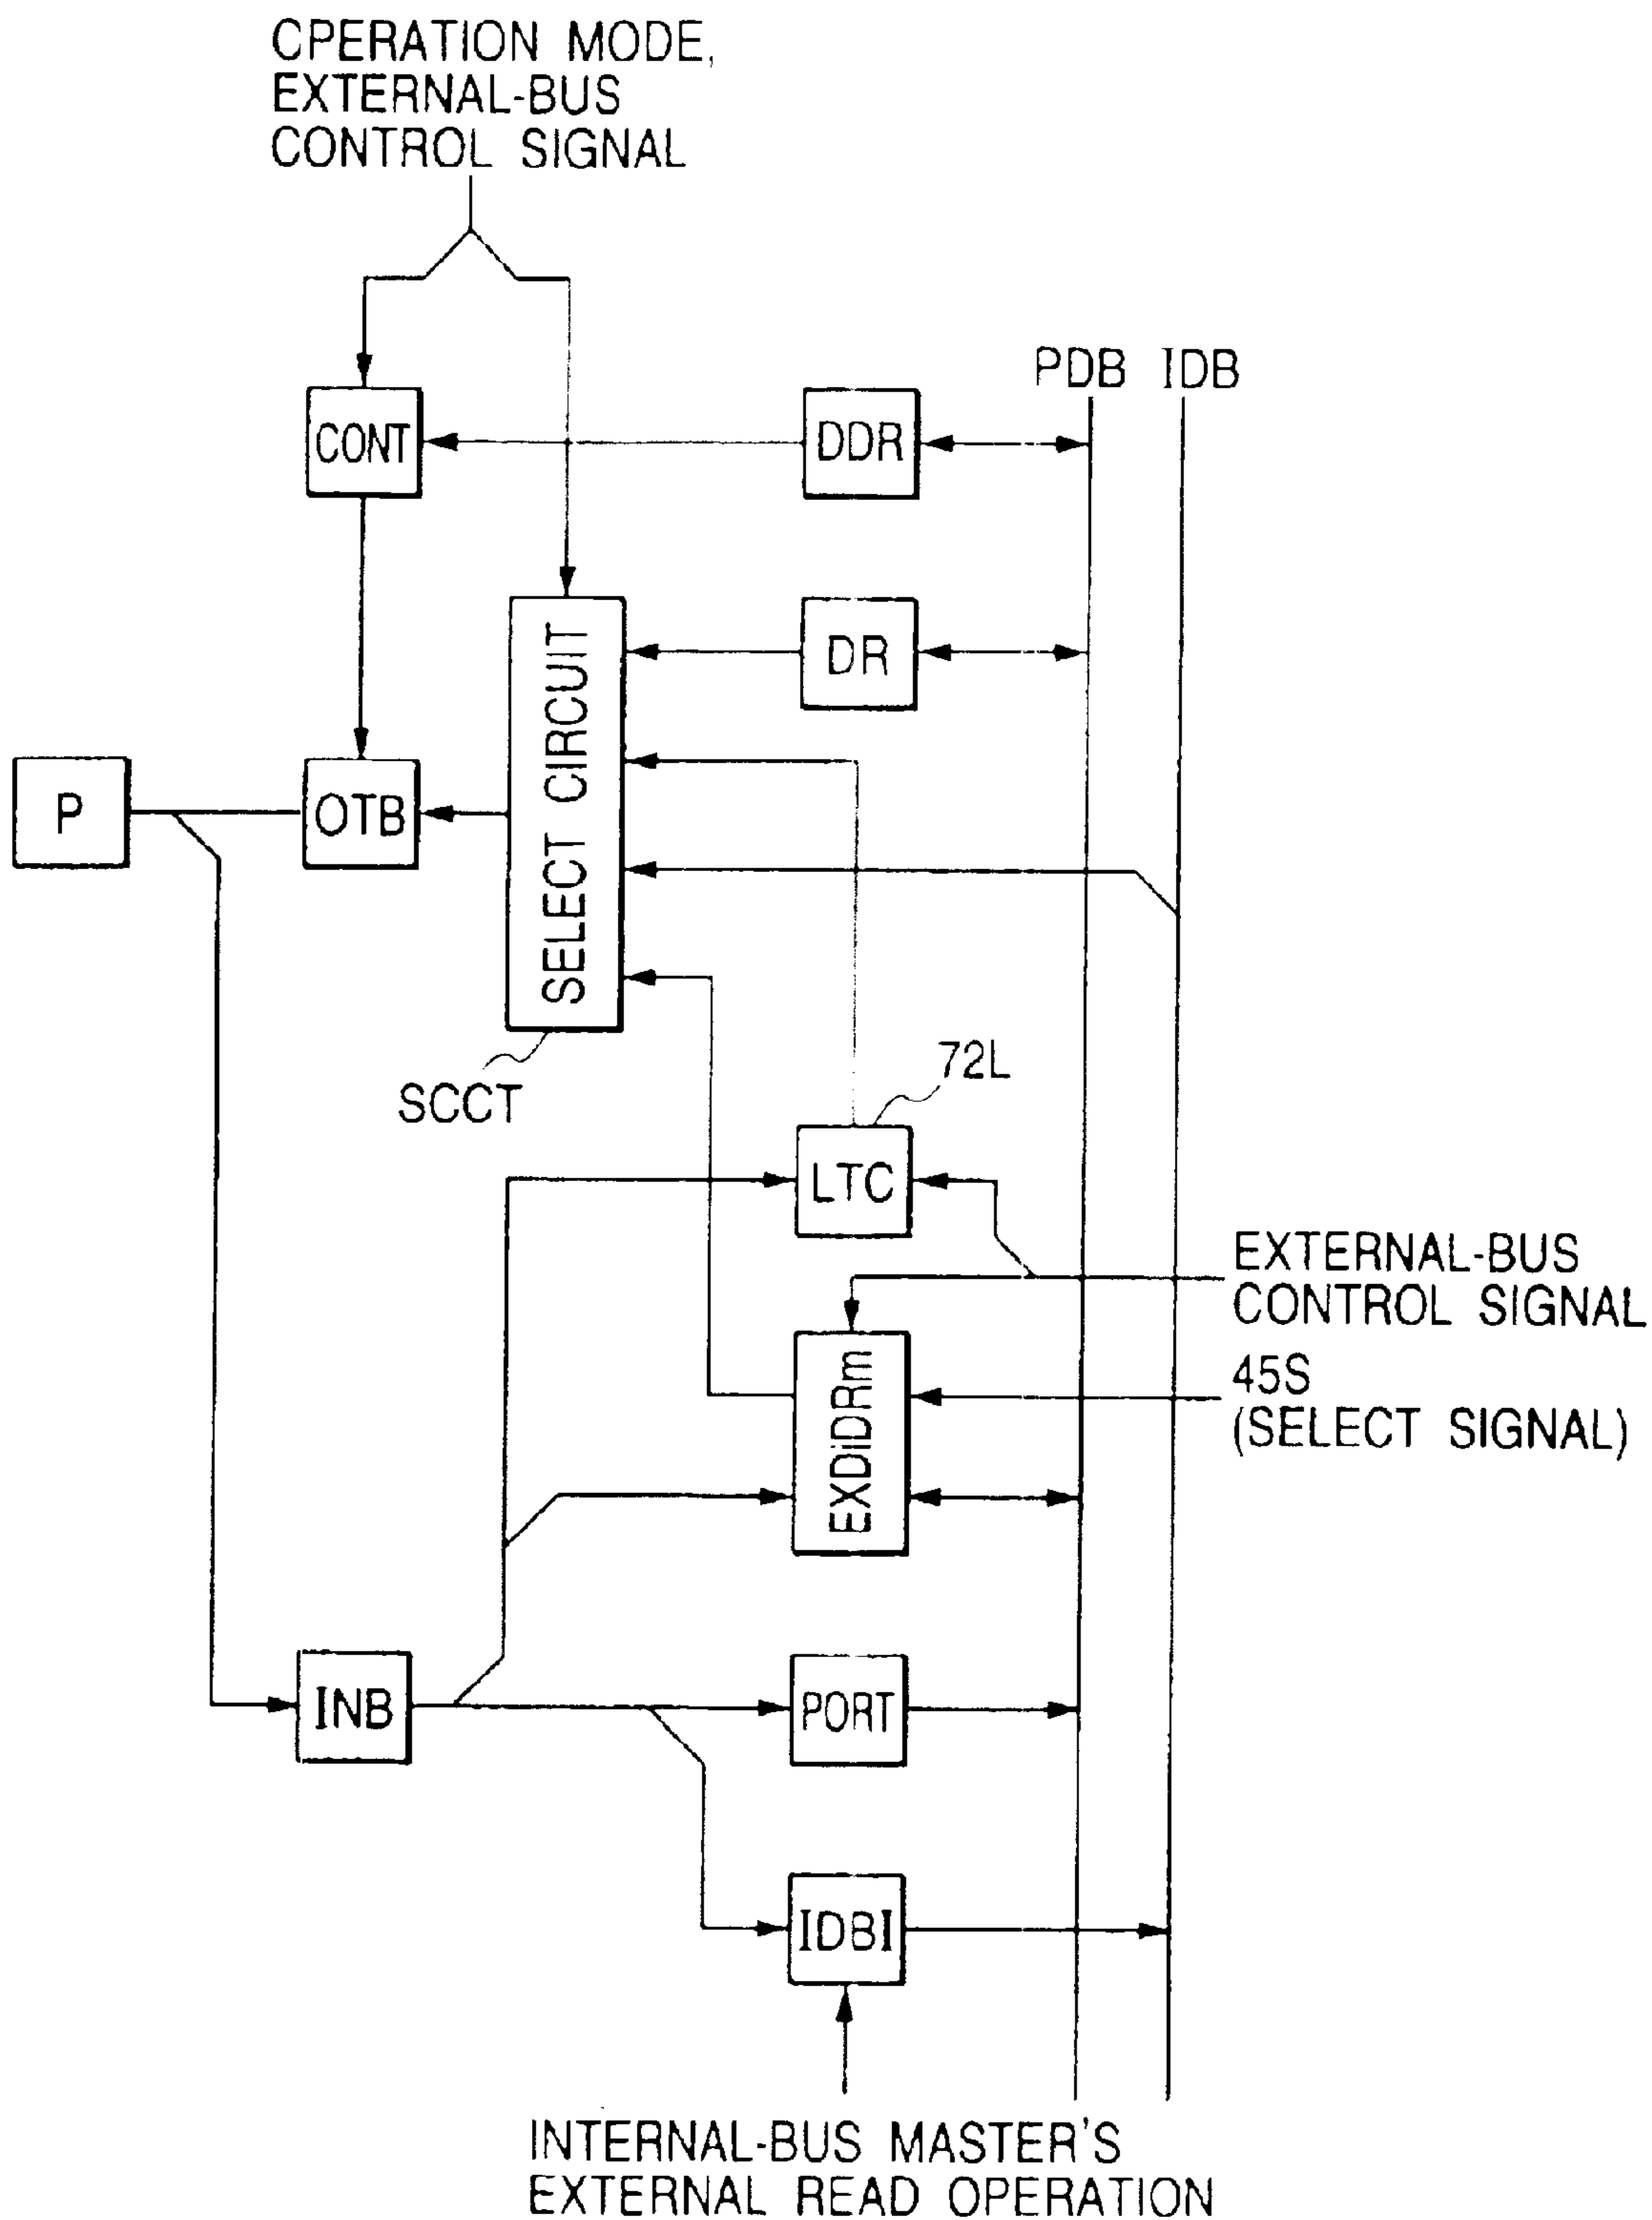 CPERATION MODE,
EXTERNAL-BUS
CONTROL SIGNAL
PDB IDB
CONT
DDR
DR
SELECT CIRCUIT
P
OTB
SCCT
72L
LTC
EXTERNAL-BUS
CONTROL SIGNAL
45S
(SELECT SIGNAL)
EXDiDRm
INB
PORT
IDBI
INTERNAL-BUS MASTER'S
EXTERNAL READ OPERATION